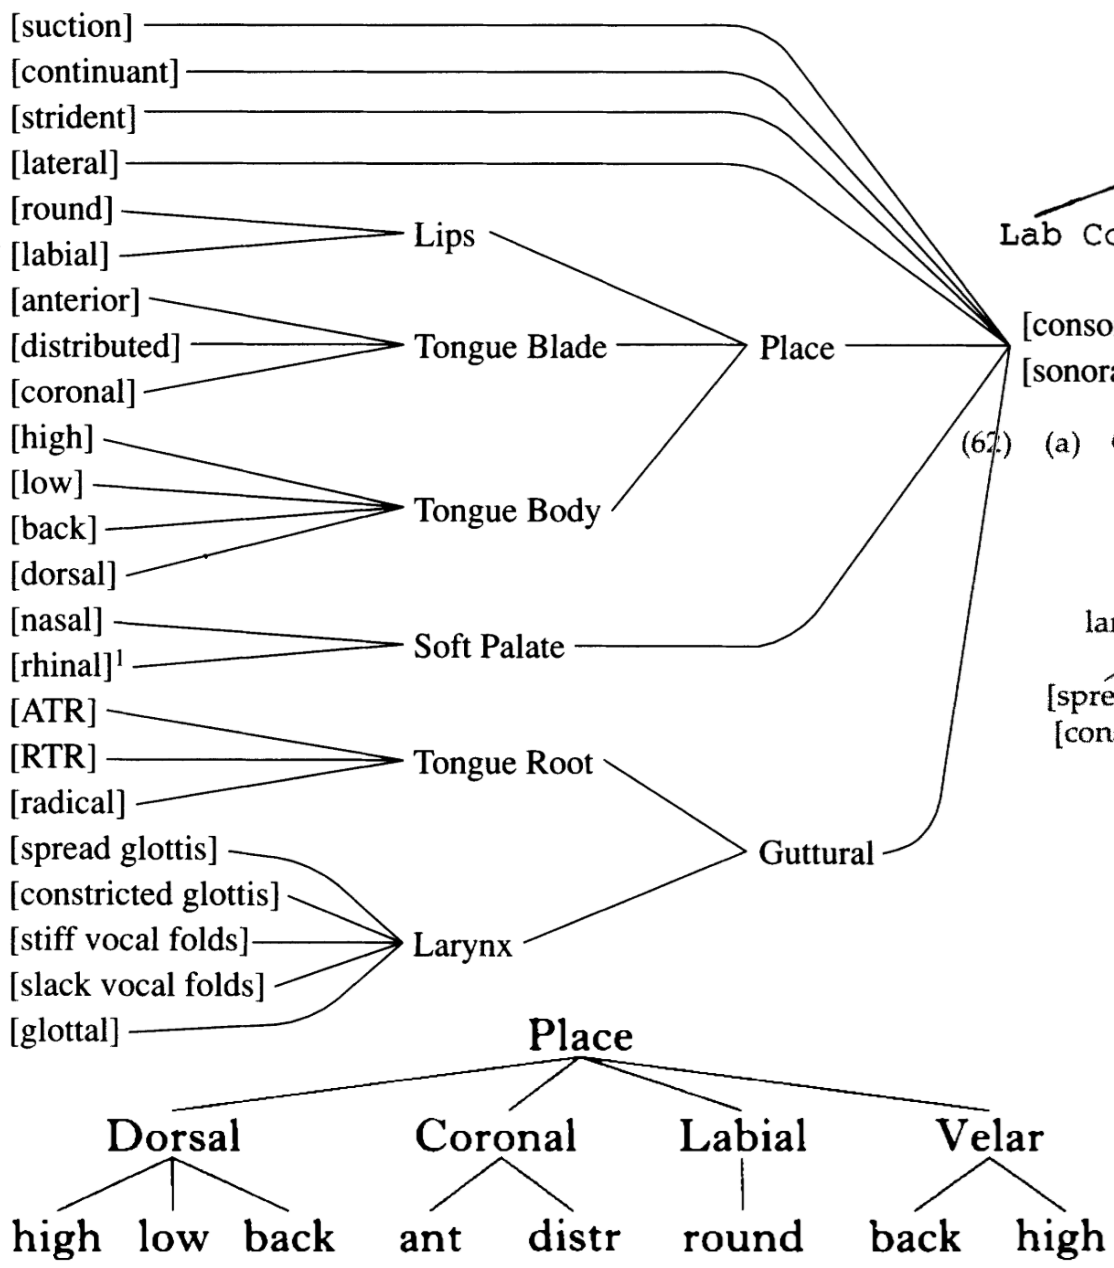 [suction]
[continuant]
[strident]
[lateral]
[round]
[labial]
Lips
Lab
[anterior]
[distributed]
[coronal]
Tongue Blade
Place
[high]
[low]
[back]
[dorsal]
Tongue Body
(62) (a)
[nasal]
[rhinal]1
Soft Palate
[ATR]
[RTR]
[radical]
Tongue Root
[spread glottis]
[constricted glottis]
[stiff vocal folds]
[slack vocal folds]
[glottal]
Larynx
Guttural
Place
Dorsal Coronal Labial Velar
high low back ant distr round back high